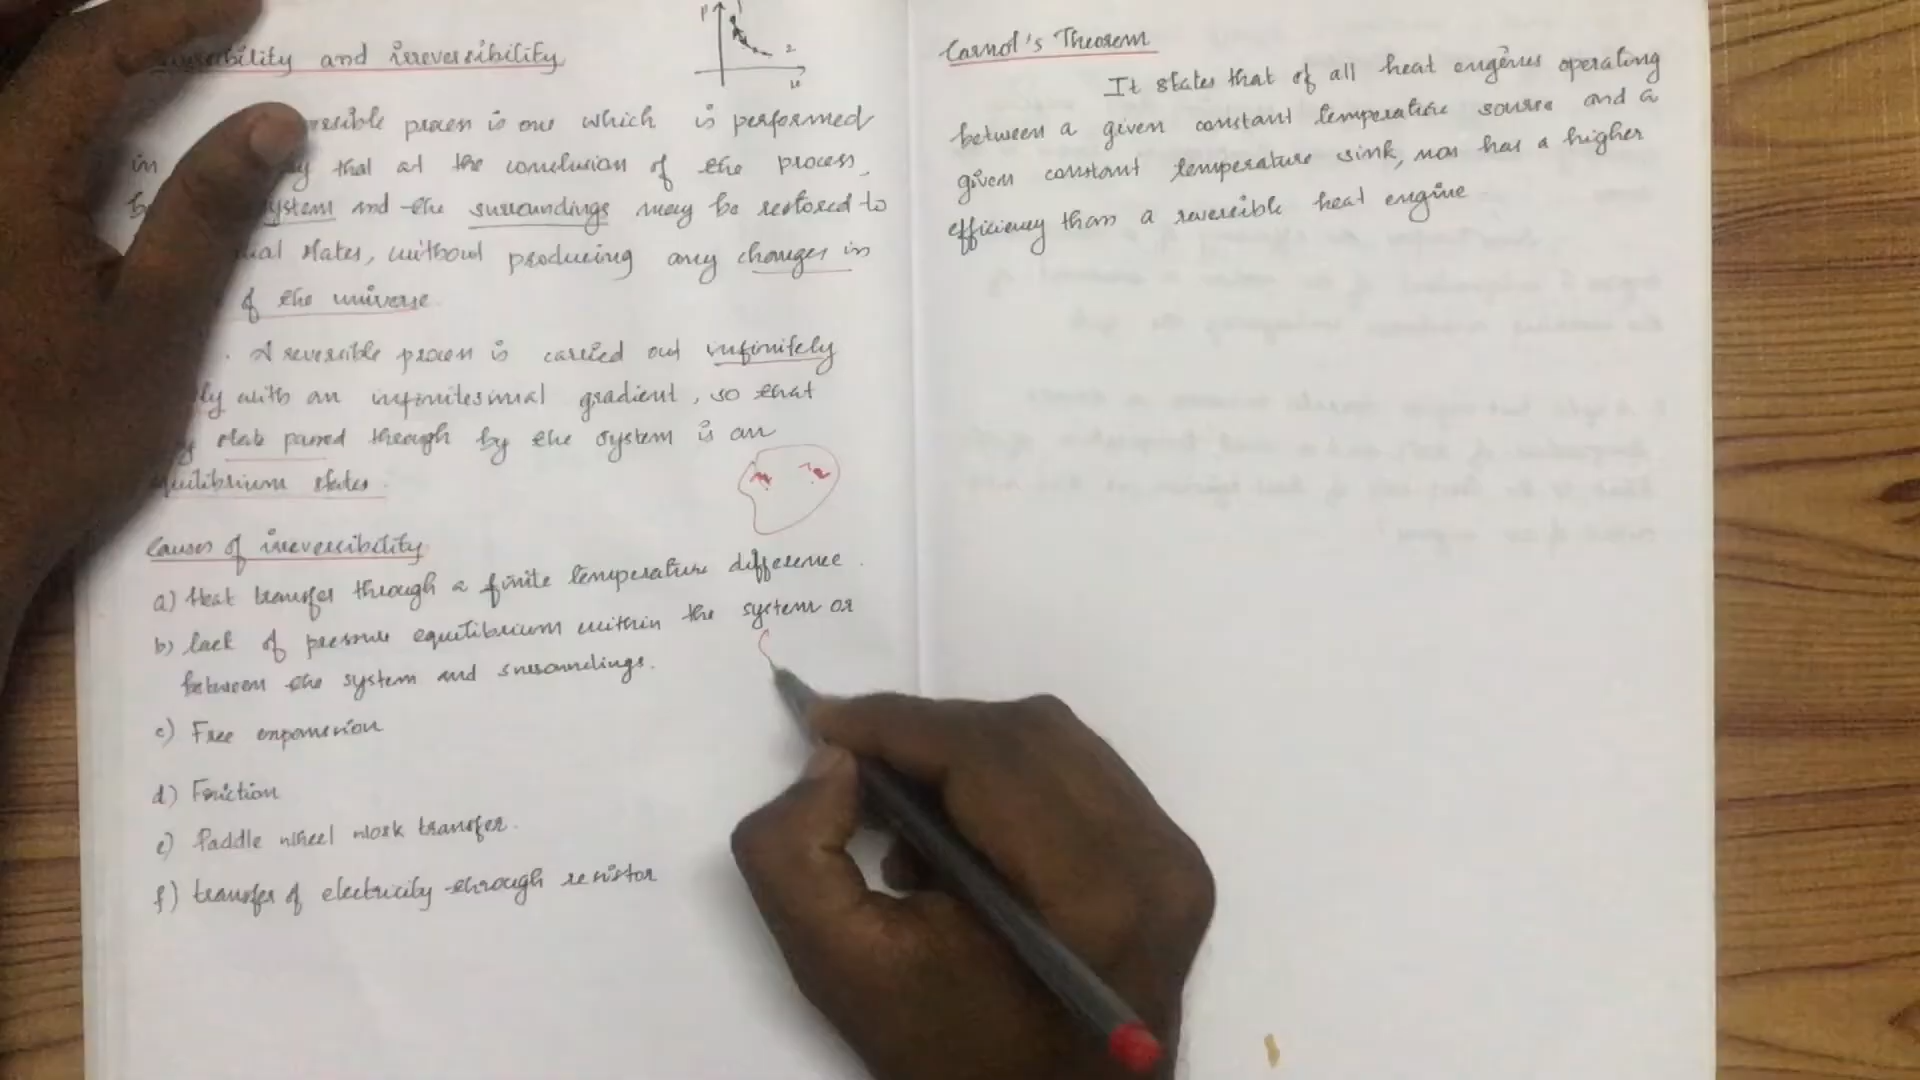 and irreversibility
P
1
2
v
process is one which is performed
in that at the conclusion of the process,
system and the surroundings may be restored to
states, without producing any changes in
of the universe.
A reversible process is carried out infinitely
with an infinitesimal gradient, so that
state passed through by the system is an
equilibrium states.
Causes of irreversibility
a) Heat transfer through a finite temperature difference.
b) lack of pressure equilibrium within the system or
between the system and surroundings.
c) Free expansion
d) Friction
e) Paddle wheel work transfer.
f) transfer of electricity through resistor
Carnot's Theorem
It states that of all heat engines operating
between a given constant temperature source and a
given constant temperature sink, non has a higher
efficiency than a reversible heat engine